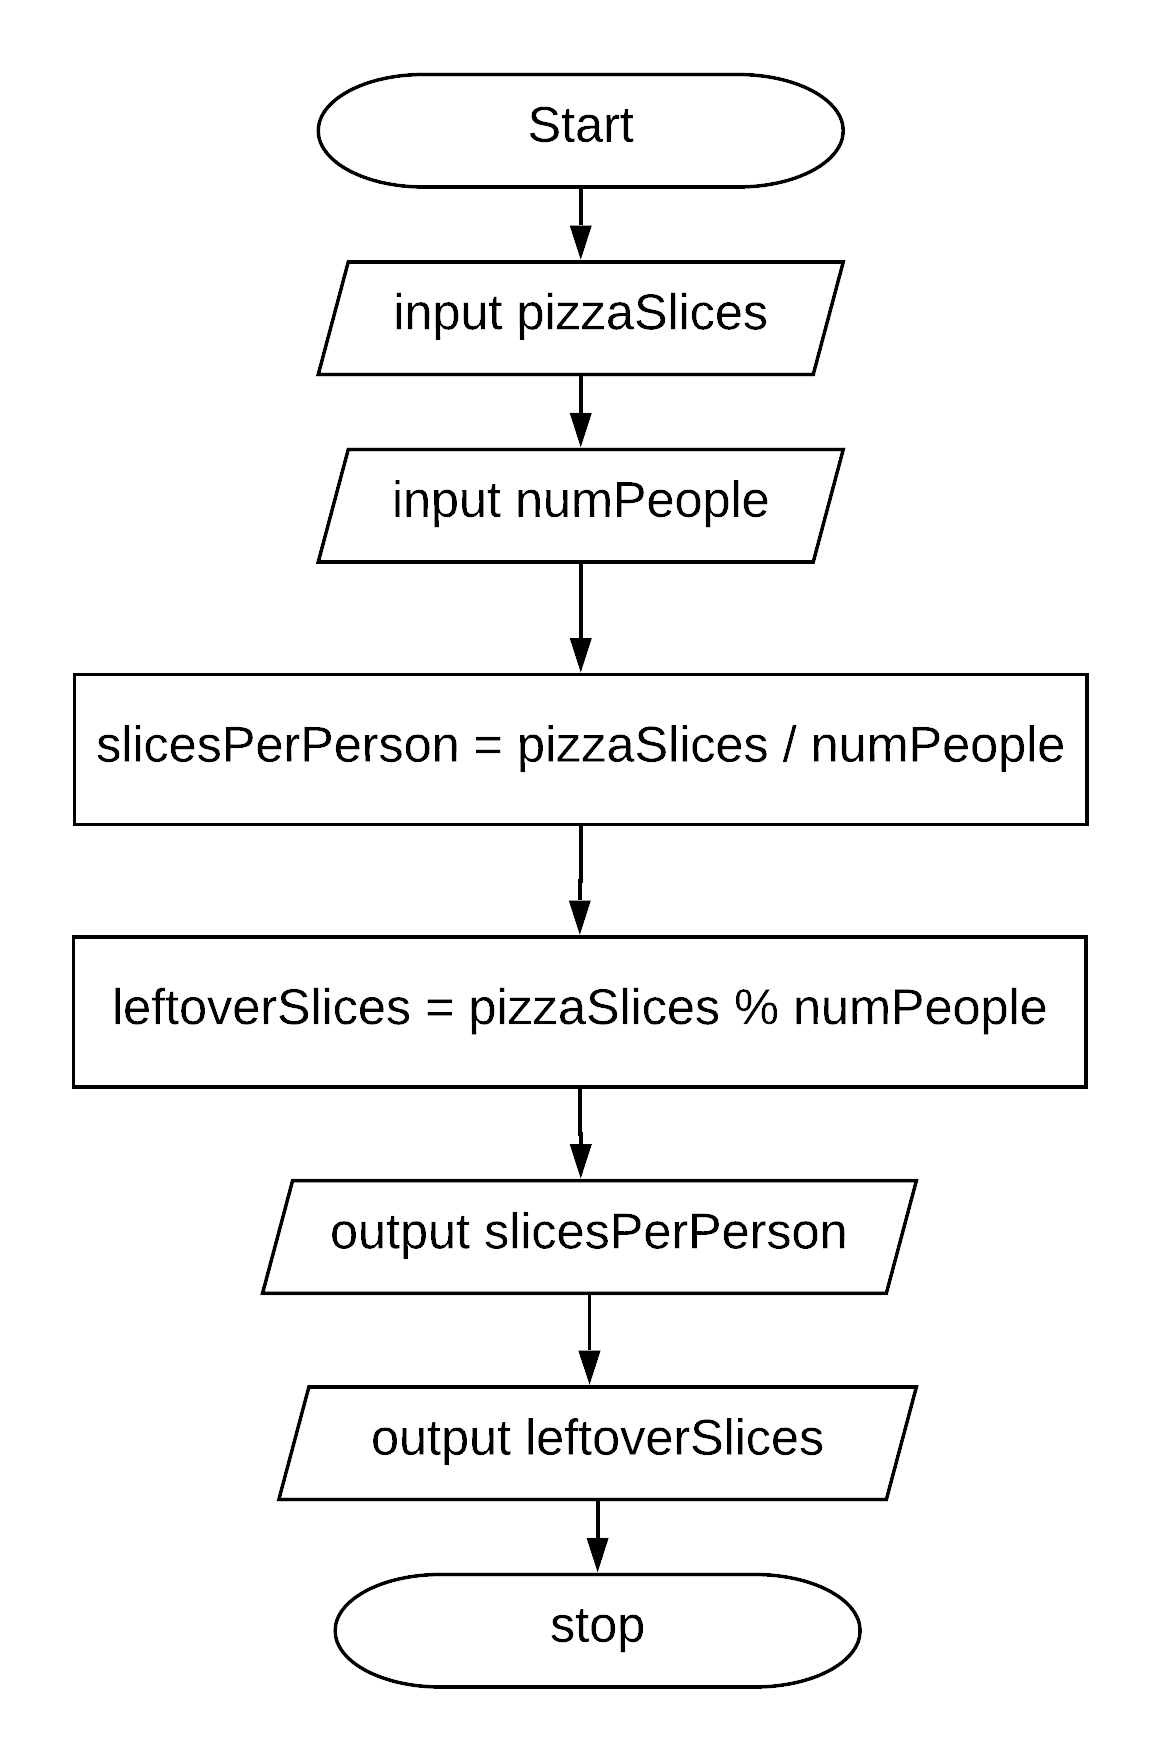 Start
input pizzaSlices
input numPeople
slicesPerPerson = pizzaSlices / numPeople
leftoverSlices = pizzaSlices % numPeople
output slicesPerPerson
output leftoverSlices
stop